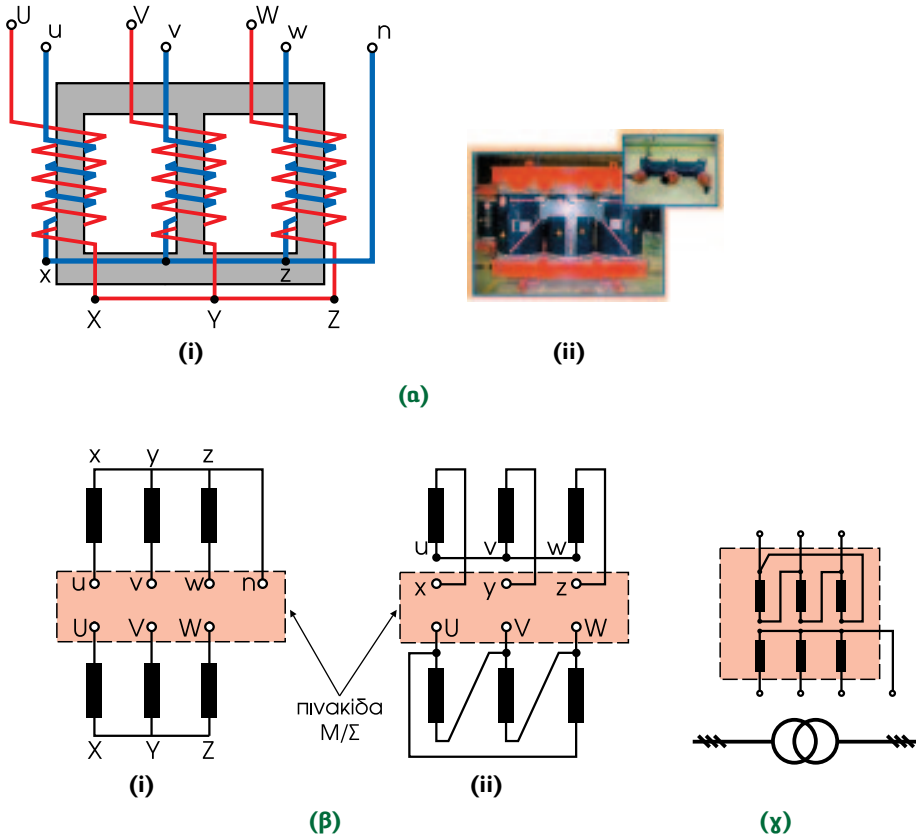 U V W
u v w n
x z
X Y Z
(i) (ii)
(α)
x y z
u v w
u v w n
x y z
U V W
U V W
πινακίδα
Μ/Σ
X Y Z
(i) (ii)
(β) (γ)